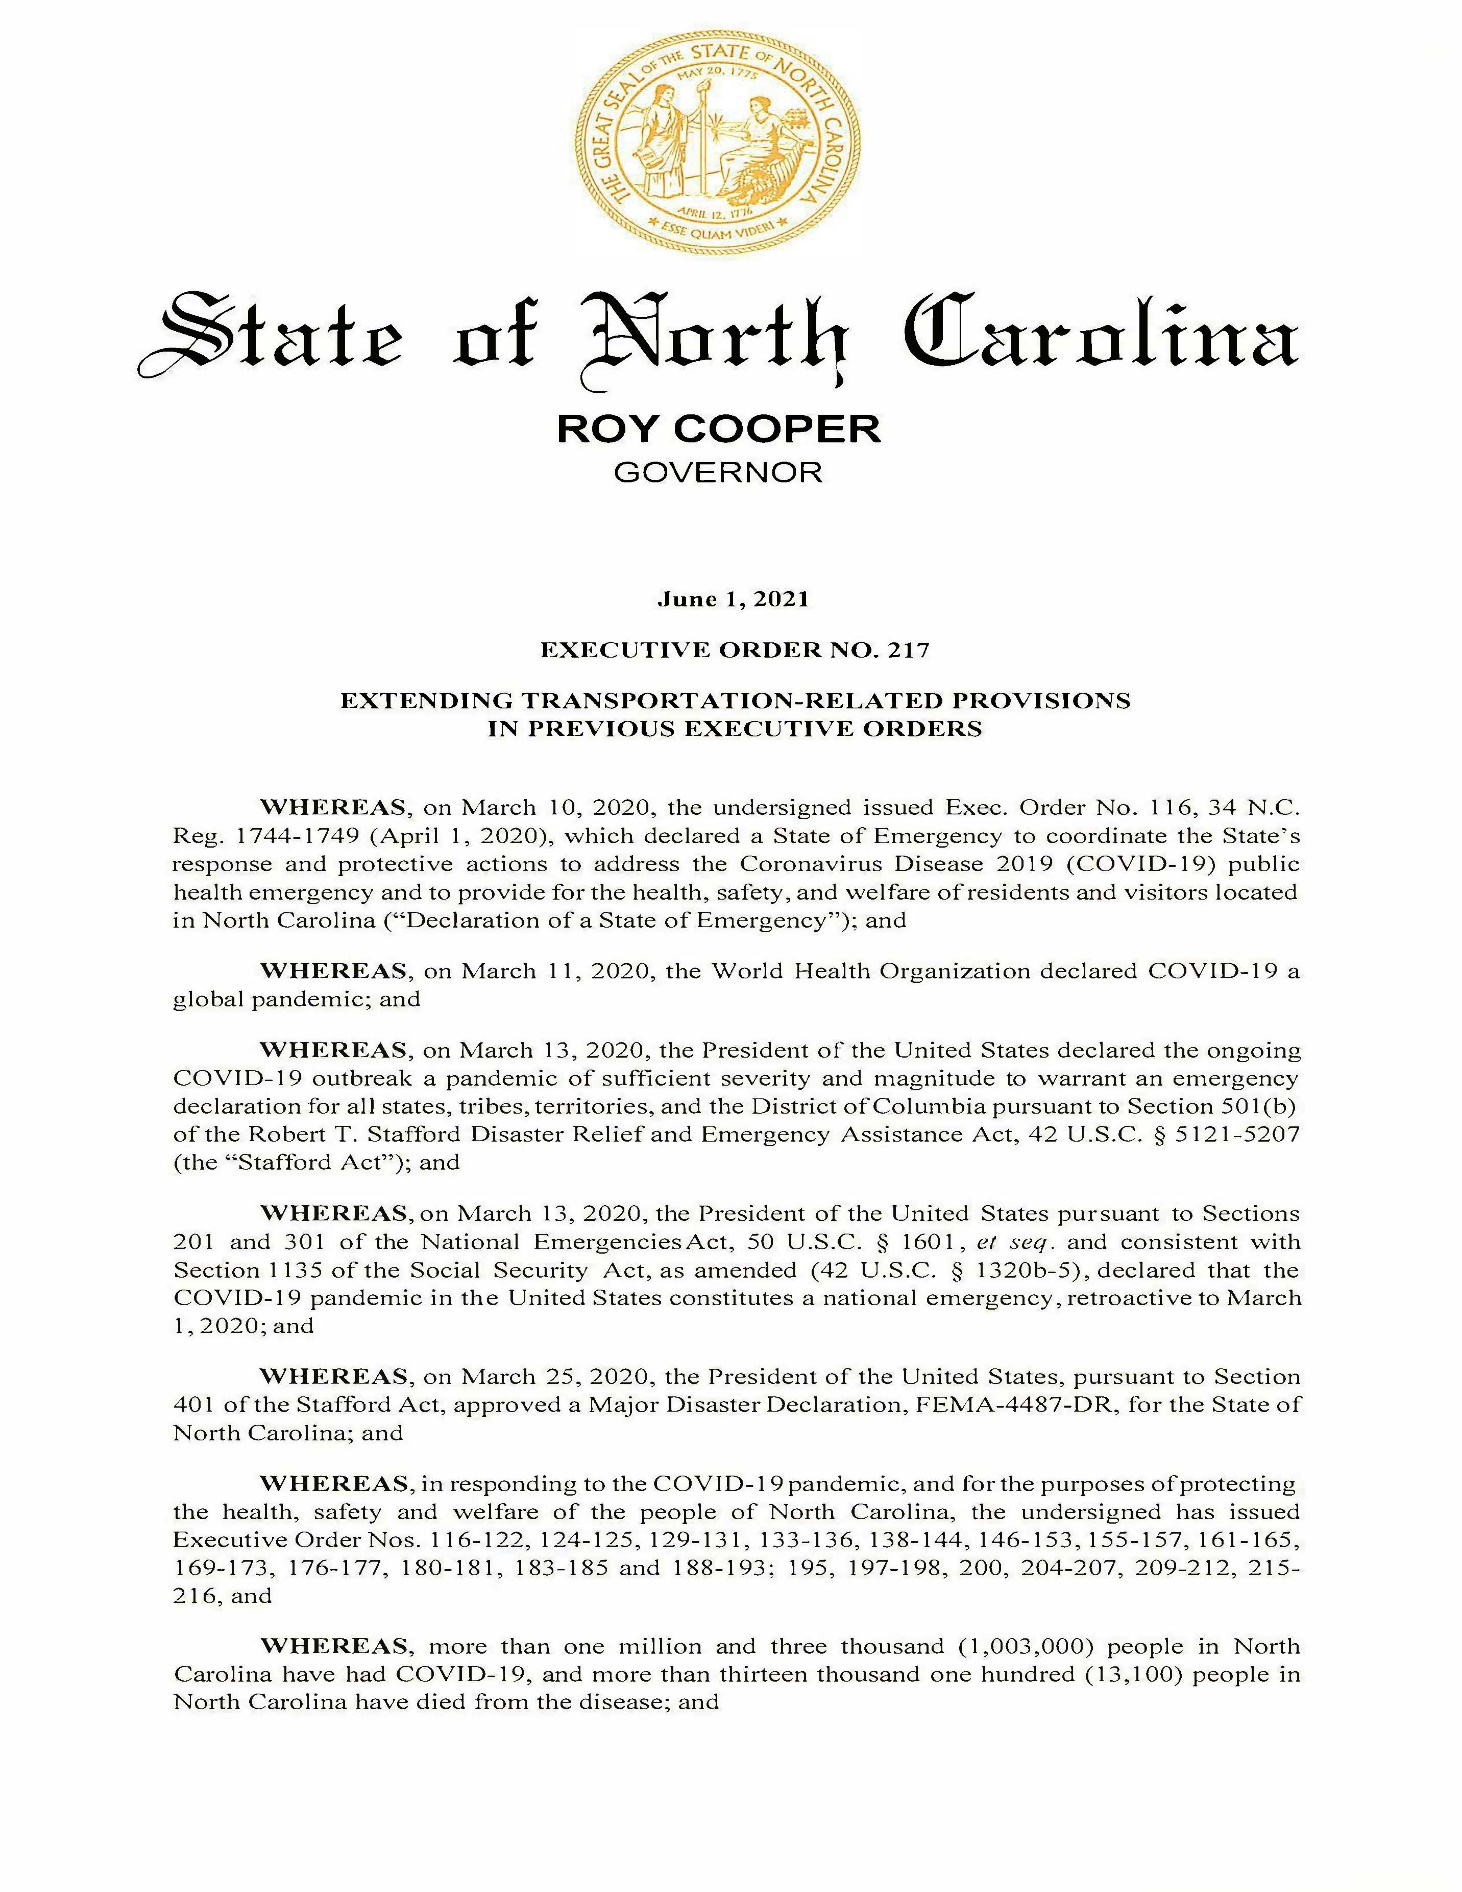 THE GREAT SEAL OF THE STATE OF NORTH CAROLINA
MAY 20, 1775
APRIL 12, 1776
★ ESSE QUAM VIDERI ★
State of North Carolina
ROY COOPER
GOVERNOR
June 1, 2021
EXECUTIVE ORDER NO. 217
EXTENDING TRANSPORTATION-RELATED PROVISIONS
IN PREVIOUS EXECUTIVE ORDERS
WHEREAS, on March 10, 2020, the undersigned issued Exec. Order No. 116, 34 N.C.
Reg. 1744-1749 (April 1, 2020), which declared a State of Emergency to coordinate the State's
response and protective actions to address the Coronavirus Disease 2019 (COVID-19) public
health emergency and to provide for the health, safety, and welfare of residents and visitors located
in North Carolina (“Declaration of a State of Emergency”); and
WHEREAS, on March 11, 2020, the World Health Organization declared COVID-19 a
global pandemic; and
WHEREAS, on March 13, 2020, the President of the United States declared the ongoing
COVID-19 outbreak a pandemic of sufficient severity and magnitude to warrant an emergency
declaration for all states, tribes, territories, and the District of Columbia pursuant to Section 501(b)
of the Robert T. Stafford Disaster Relief and Emergency Assistance Act, 42 U.S.C. § 5121-5207
(the “Stafford Act”); and
WHEREAS, on March 13, 2020, the President of the United States pursuant to Sections
201 and 301 of the National Emergencies Act, 50 U.S.C. § 1601, et seq. and consistent with
Section 1135 of the Social Security Act, as amended (42 U.S.C. § 1320b-5), declared that the
COVID-19 pandemic in the United States constitutes a national emergency, retroactive to March
1, 2020; and
WHEREAS, on March 25, 2020, the President of the United States, pursuant to Section
401 of the Stafford Act, approved a Major Disaster Declaration, FEMA-4487-DR, for the State of
North Carolina; and
WHEREAS, in responding to the COVID-19 pandemic, and for the purposes of protecting
the health, safety and welfare of the people of North Carolina, the undersigned has issued
Executive Order Nos. 116-122, 124-125, 129-131, 133-136, 138-144, 146-153, 155-157, 161-165,
169-173, 176-177, 180-181, 183-185 and 188-193; 195, 197-198, 200, 204-207, 209-212, 215-
216, and
WHEREAS, more than one million and three thousand (1,003,000) people in North
Carolina have had COVID-19, and more than thirteen thousand one hundred (13,100) people in
North Carolina have died from the disease; and